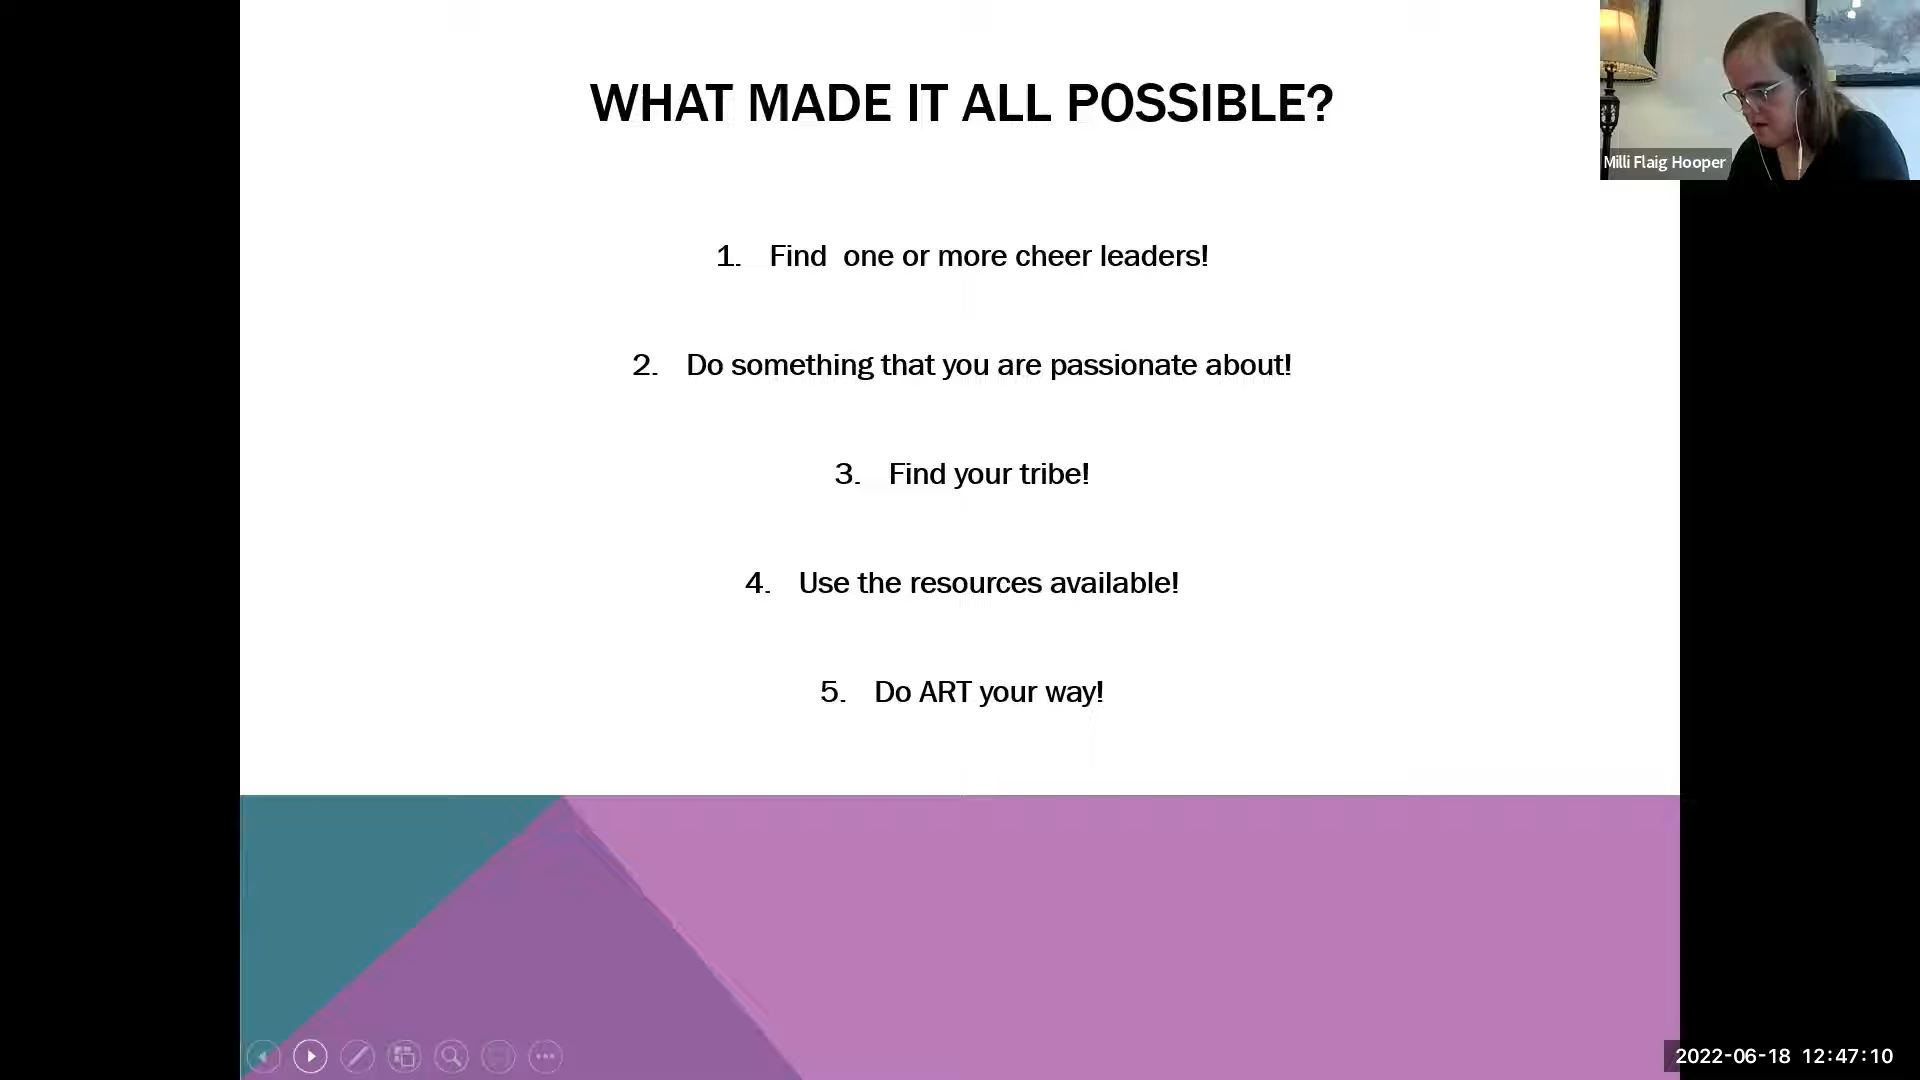 WHAT MADE IT ALL POSSIBLE?
Milli Flaig Hooper
1. Find  one or more cheer leaders!
2. Do something that you are passionate about!
3. Find your tribe!
4. Use the resources available!
5. Do ART your way!
2022-06-18 12:47:10